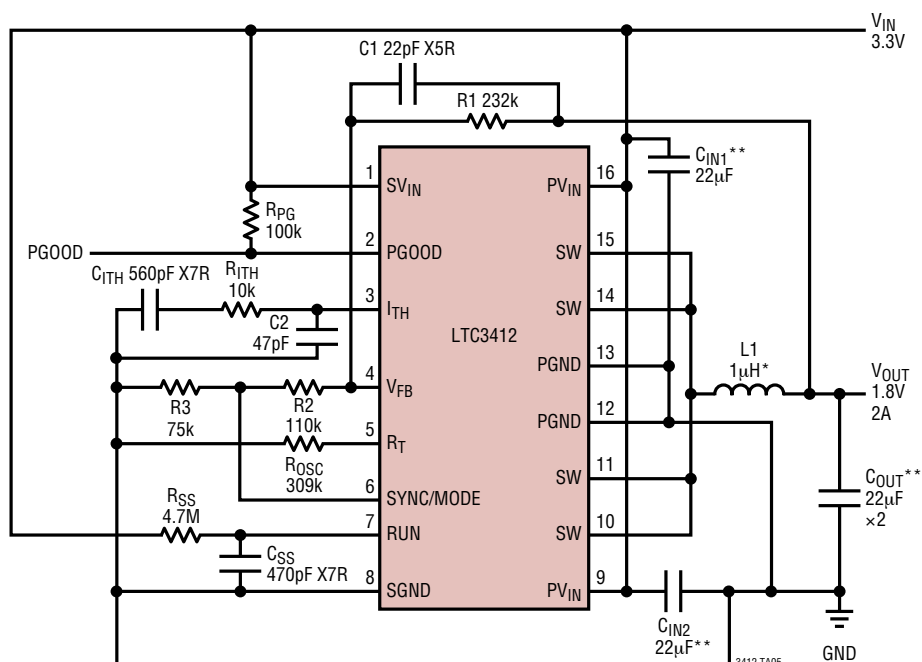 VIN
3.3V
C1 22pF X5R
R1 232k
CIN1**
22μF
1
SVIN
PVIN
16
RPG
100k
PGOOD
2
PGOOD
SW
15
CITH 560pF X7R
RITH
10k
3
ITH
SW
14
C2
47pF
LTC3412
PGND
13
L1
1μH*
VOUT
1.8V
2A
4
VFB
R3
75k
R2
110k
PGND
12
5
RT
ROSC
309k
SW
11
6
SYNC/MODE
COUT**
22μF
×2
RSS
4.7M
7
RUN
SW
10
CSS
470pF X7R
8
SGND
PVIN
9
CIN2
22μF**
GND
3412 TA05